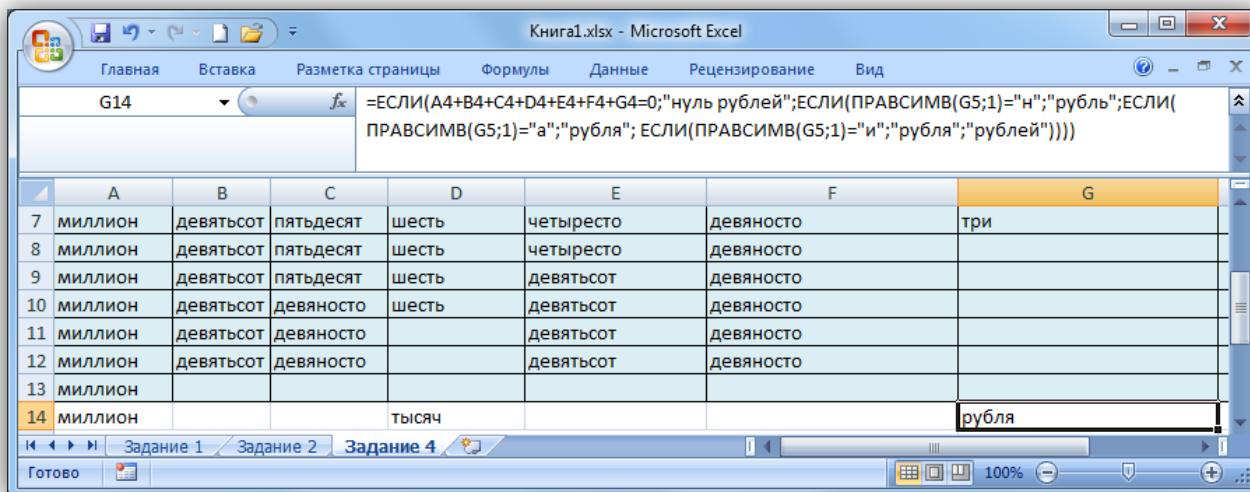 Книга1.xlsx - Microsoft Excel
Главная Вставка Разметка страницы Формулы Данные Рецензирование Вид
G14 fx =ЕСЛИ(A4+B4+C4+D4+E4+F4+G4=0;"нуль рублей";ЕСЛИ(ПРАВСИМВ(G5;1)="н";"рубль";ЕСЛИ(
ПРАВСИМВ(G5;1)="а";"рубля"; ЕСЛИ(ПРАВСИМВ(G5;1)="и";"рубля";"рублей"))))
A B C D E F G
7 миллион девятьсот пятьдесят шесть четыресто девяносто три
8 миллион девятьсот пятьдесят шесть четыресто девяносто
9 миллион девятьсот пятьдесят шесть девятьсот девяносто
10 миллион девятьсот девяносто шесть девятьсот девяносто
11 миллион девятьсот девяносто девятьсот девяносто
12 миллион девятьсот девяносто девятьсот девяносто
13 миллион
14 миллион тысяч рубля
Задание 1 Задание 2 Задание 4
Готово 100%